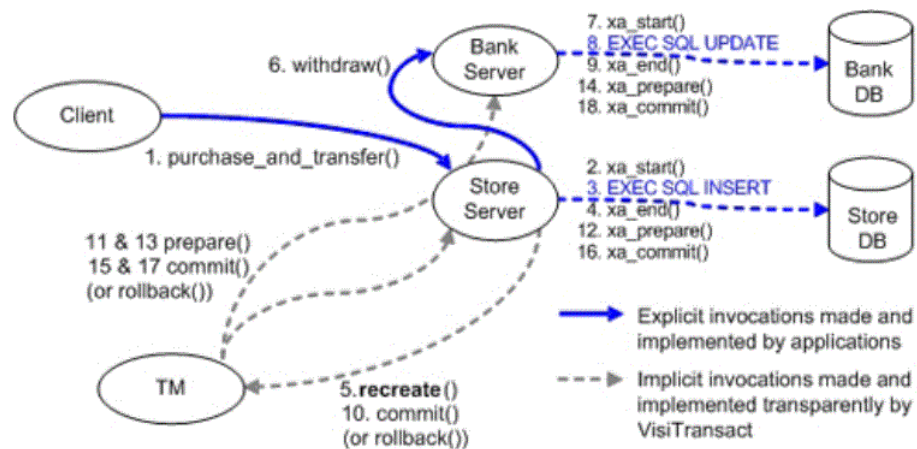 7. xa_start()
8. EXEC SQL UPDATE
9. xa_end()
14. xa_prepare()
18. xa_commit()
Bank
Server
Bank
DB
6. withdraw()
Client
1. purchase_and_transfer()
2. xa_start()
3. EXEC SQL INSERT
4. xa_end()
12. xa_prepare()
16. xa_commit()
Store
Server
Store
DB
11 & 13 prepare()
15 & 17 commit()
(or rollback())
TM
5.recreate()
10. commit()
(or rollback())
Explicit invocations made and
implemented by applications
Implicit invocations made and
implemented transparently by
VisiTransact